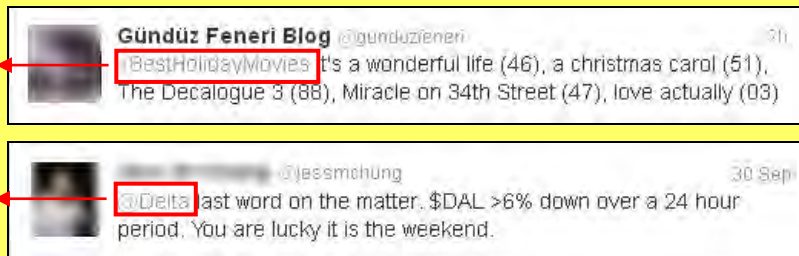 Gündüz Feneri Blog @gunduzfeneri
@BestHolidayMovies it's a wonderful life (46), a christmas carol (51),
The Decalogue 3 (88), Miracle on 34th Street (47), love actually (03)
@jessmchung 30 Sep
@Delta last word on the matter. $DAL >6% down over a 24 hour
period. You are lucky it is the weekend.